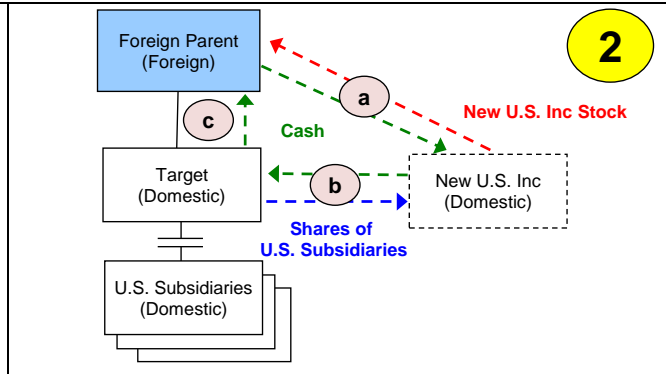 Foreign Parent
(Foreign)
2
a
New U.S. Inc Stock
c
Cash
Target
(Domestic)
b
New U.S. Inc
(Domestic)
Shares of
U.S. Subsidiaries
U.S. Subsidiaries
(Domestic)